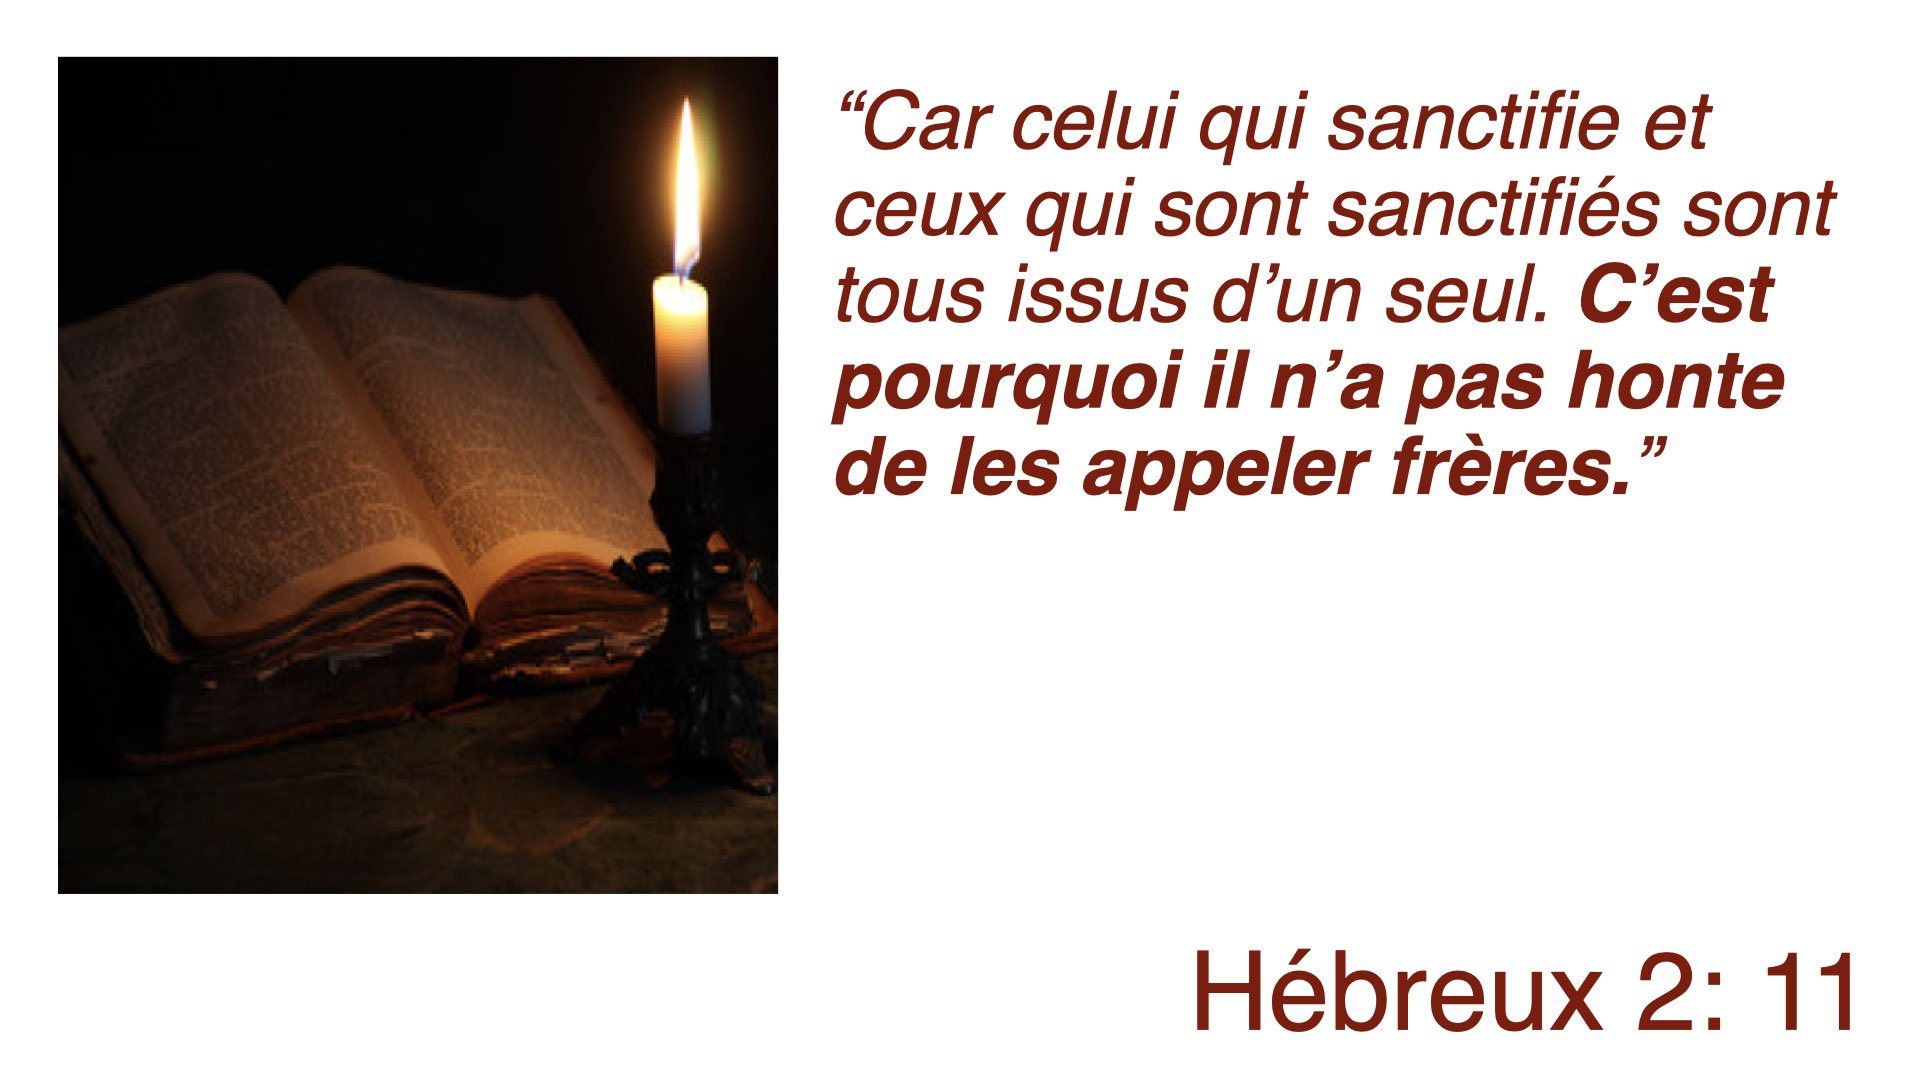 “Car celui qui sanctifie et
ceux qui sont sanctifiés sont
tous issus d’un seul. C’est
pourquoi il n’a pas honte
de les appeler frères.”
Hébreux 2: 11